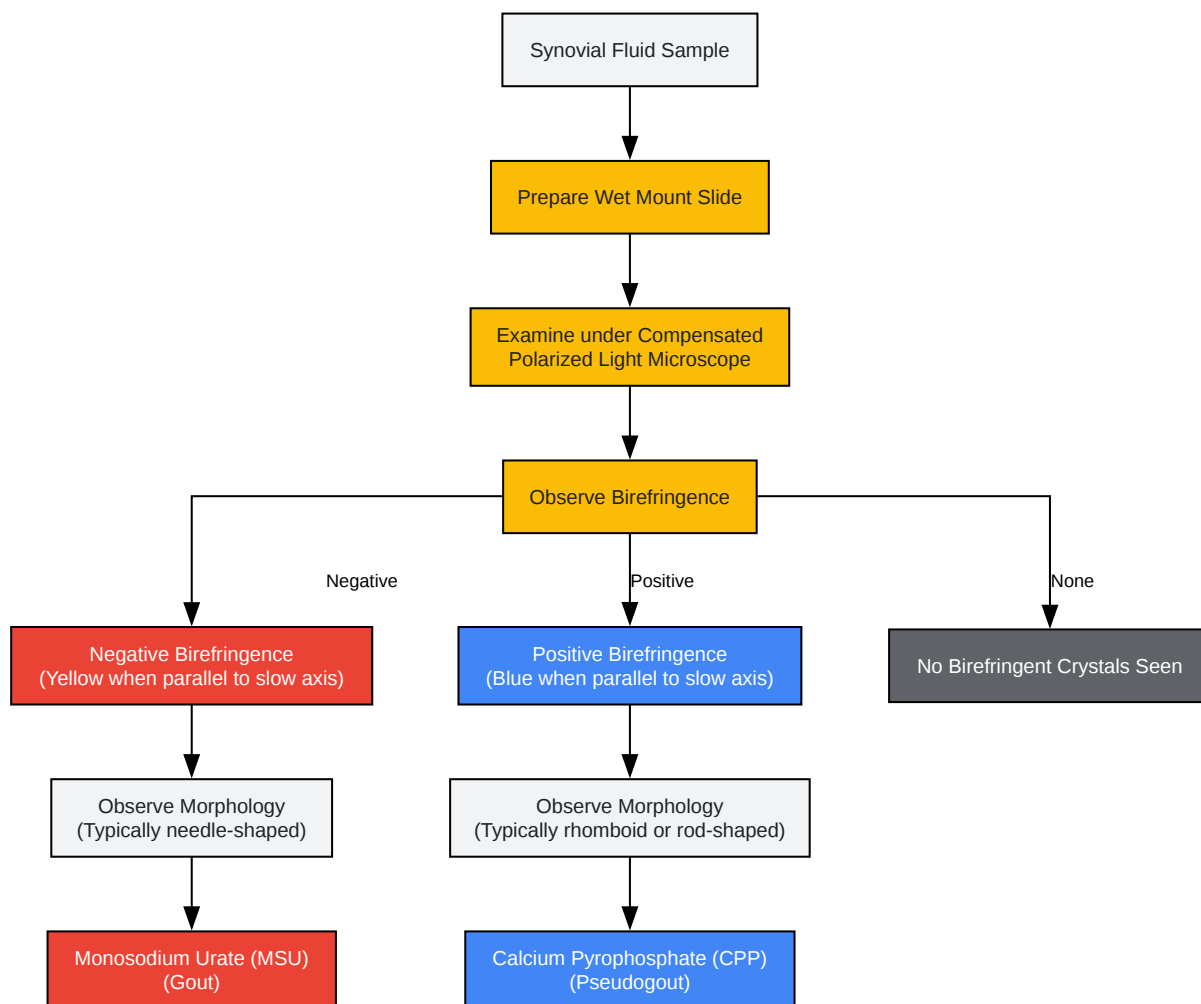 Synovial Fluid Sample
Prepare Wet Mount Slide
Examine under Compensated
Polarized Light Microscope
Observe Birefringence
Negative
Positive
None
Negative Birefringence
(Yellow when parallel to slow axis)
Positive Birefringence
(Blue when parallel to slow axis)
No Birefringent Crystals Seen
Observe Morphology
(Typically needle-shaped)
Observe Morphology
(Typically rhomboid or rod-shaped)
Monosodium Urate (MSU)
(Gout)
Calcium Pyrophosphate (CPP)
(Pseudogout)